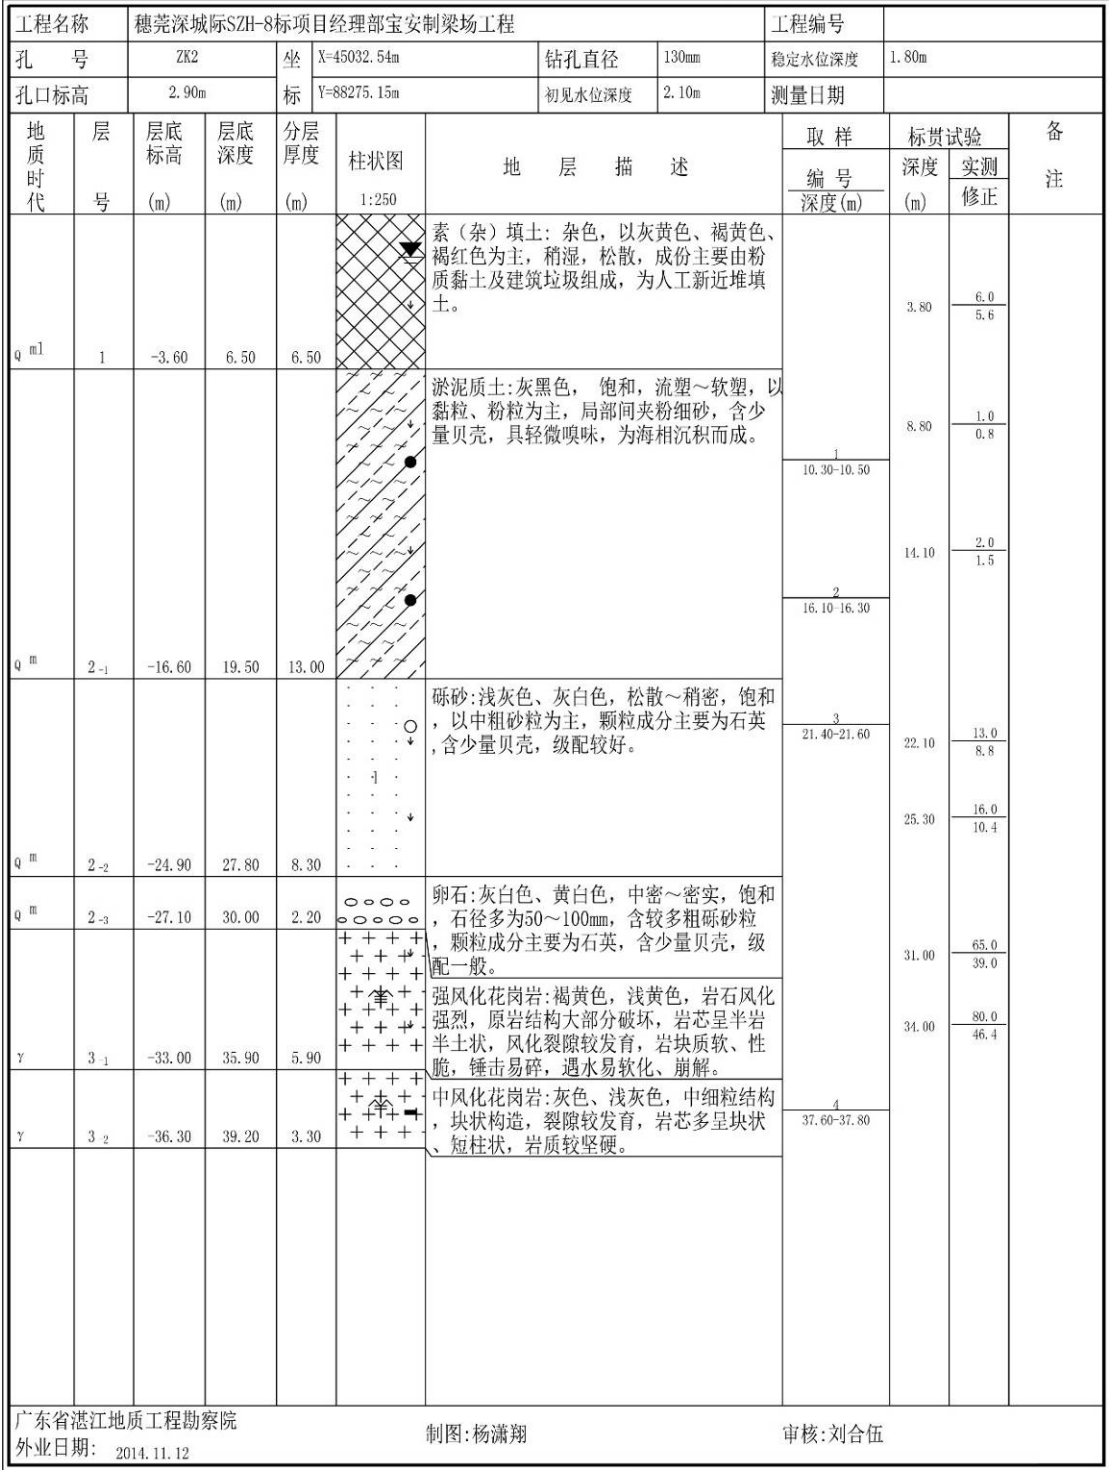 工程名称 穗莞深城际SZH-8标项目经理部宝安制梁场工程 工程编号
孔 号 ZK2 坐 X=45032.54m 钻孔直径 130mm 稳定水位深度 1.80m
孔口标高 2.90m 标 Y=88275.15m 初见水位深度 2.10m 测量日期
地质时代 层号 层底标高(m) 层底深度(m) 分层厚度(m) 柱状图 1:250 地 层 描 述 取 样 编 号 深度(m) 标贯试验 深度(m) 实测 修正 备注
素（杂）填土: 杂色，以灰黄色、褐黄色、
褐红色为主，稍湿，松散，成份主要由粉
质黏土及建筑垃圾组成，为人工新近堆填
土。
3.80 6.0
5.6
Q ml 1 -3.60 6.50 6.50
淤泥质土:灰黑色， 饱和，流塑～软塑，以
黏粒、粉粒为主，局部间夹粉细砂，含少
量贝壳，具轻微嗅味，为海相沉积而成。
8.80 1.0
0.8
1
10.30-10.50
14.10 2.0
1.5
2
16.10-16.30
Q m 2-1 -16.60 19.50 13.00
砾砂:浅灰色、灰白色，松散～稍密，饱和
，以中粗砂粒为主，颗粒成分主要为石英
,含少量贝壳，级配较好。
3
21.40-21.60
22.10 13.0
8.8
25.30 16.0
10.4
Q m 2-2 -24.90 27.80 8.30
卵石:灰白色、黄白色，中密～密实，饱和
，石径多为50～100mm，含较多粗砾砂粒
，颗粒成分主要为石英，含少量贝壳，级
配一般。
Q m 2-3 -27.10 30.00 2.20
31.00 65.0
39.0
强风化花岗岩:褐黄色，浅黄色，岩石风化
强烈，原岩结构大部分破坏，岩芯呈半岩
半土状，风化裂隙较发育，岩块质软、性
脆，锤击易碎，遇水易软化、崩解。
34.00 80.0
46.4
γ 3-1 -33.00 35.90 5.90
中风化花岗岩:灰色、浅灰色，中细粒结构
，块状构造，裂隙较发育，岩芯多呈块状
、短柱状，岩质较坚硬。
4
37.60-37.80
γ 3-2 -36.30 39.20 3.30
广东省湛江地质工程勘察院
外业日期: 2014.11.12 制图:杨潇翔 审核:刘合伍